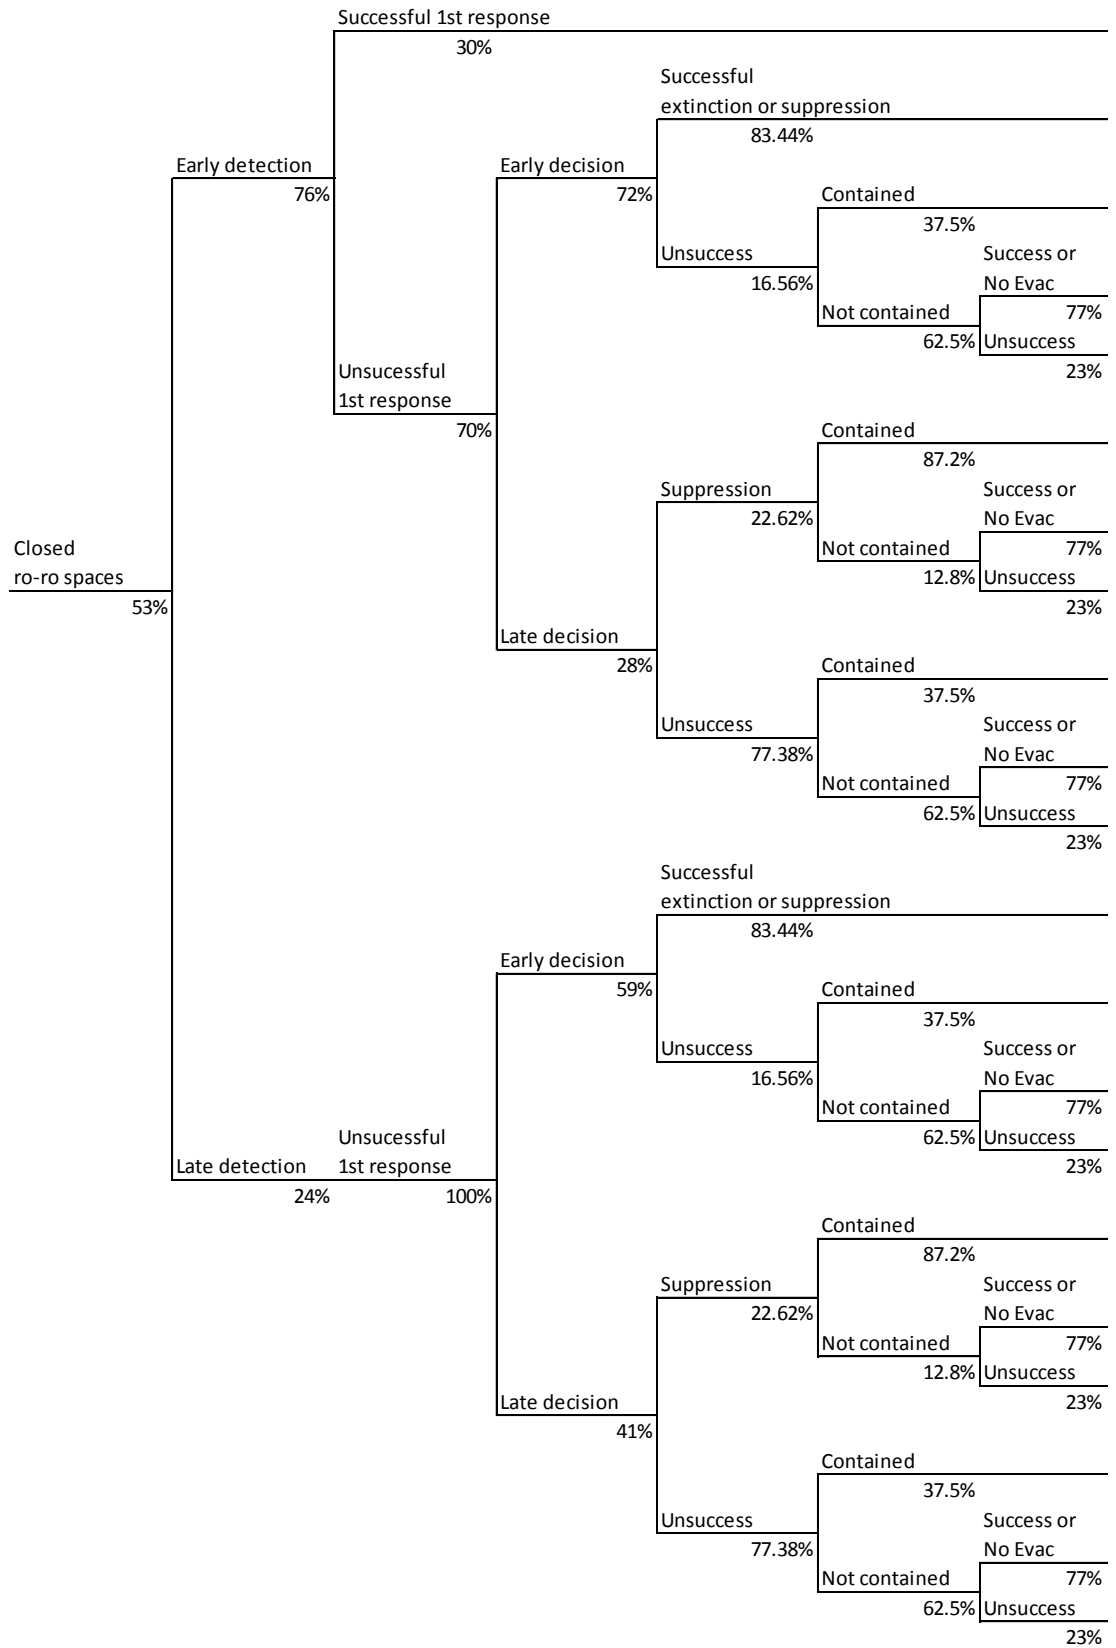 Successful 1st response
30%
Successful
extinction or suppression
83.44%
Early detection
Early decision
76%
72%
Contained
37.5%
Unsuccess
Success or
16.56%
No Evac
Not contained
77%
62.5%
Unsuccess
23%
Unsucessful
1st response
70%
Contained
87.2%
Suppression
Success or
22.62%
No Evac
Not contained
77%
12.8%
Unsuccess
23%
Closed
ro-ro spaces
53%
Late decision
28%
Contained
37.5%
Unsuccess
Success or
77.38%
No Evac
Not contained
77%
62.5%
Unsuccess
23%
Successful
extinction or suppression
83.44%
Early decision
59%
Contained
37.5%
Unsuccess
Success or
16.56%
No Evac
Not contained
77%
62.5%
Unsuccess
23%
Late detection
24%
Unsucessful
1st response
100%
Contained
87.2%
Suppression
Success or
22.62%
No Evac
Not contained
77%
12.8%
Unsuccess
23%
Late decision
41%
Contained
37.5%
Unsuccess
Success or
77.38%
No Evac
Not contained
77%
62.5%
Unsuccess
23%